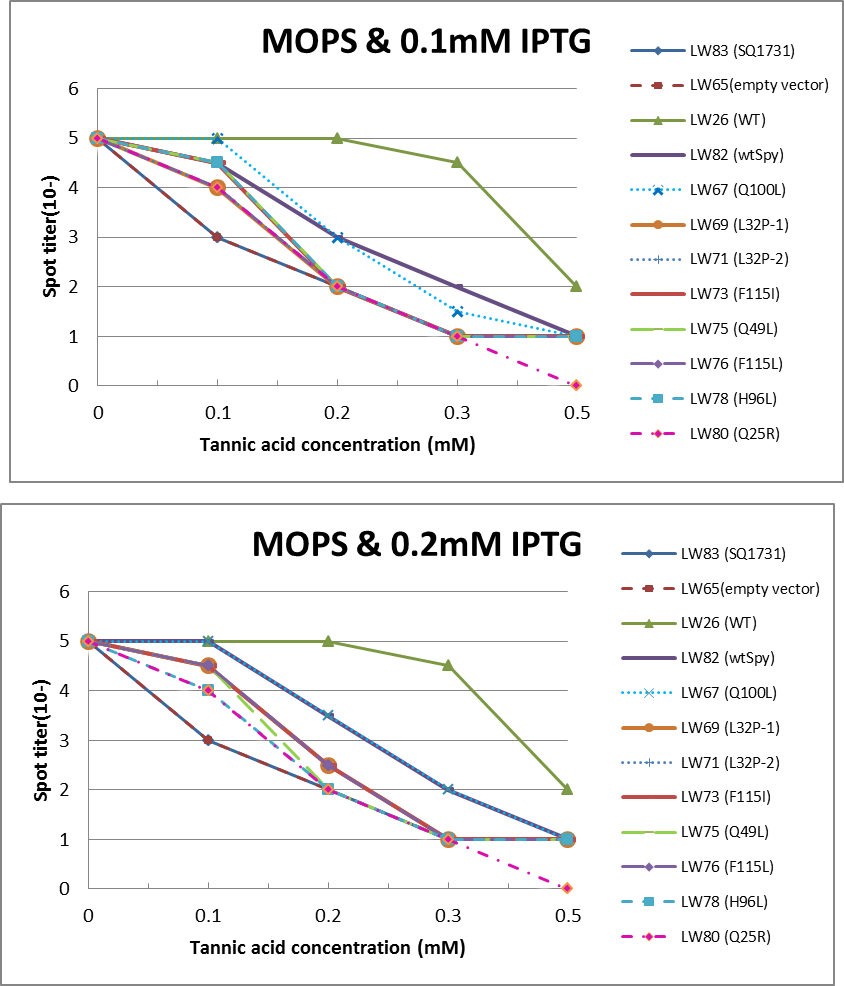 MOPS & 0.1mM IPTG
6
5
4
3
2
1
0
Spot titer(10-)
0
0.1
0.2
0.3
0.5
Tannic acid concentration (mM)
LW83 (SQ1731)
LW65(empty vector)
LW26 (WT)
LW82 (wtSpy)
LW67 (Q100L)
LW69 (L32P-1)
LW71 (L32P-2)
LW73 (F115I)
LW75 (Q49L)
LW76 (F115L)
LW78 (H96L)
LW80 (Q25R)
MOPS & 0.2mM IPTG
6
5
4
3
2
1
0
Spot titer(10-)
0
0.1
0.2
0.3
0.5
Tannic acid concentration (mM)
LW83 (SQ1731)
LW65(empty vector)
LW26 (WT)
LW82 (wtSpy)
LW67 (Q100L)
LW69 (L32P-1)
LW71 (L32P-2)
LW73 (F115I)
LW75 (Q49L)
LW76 (F115L)
LW78 (H96L)
LW80 (Q25R)